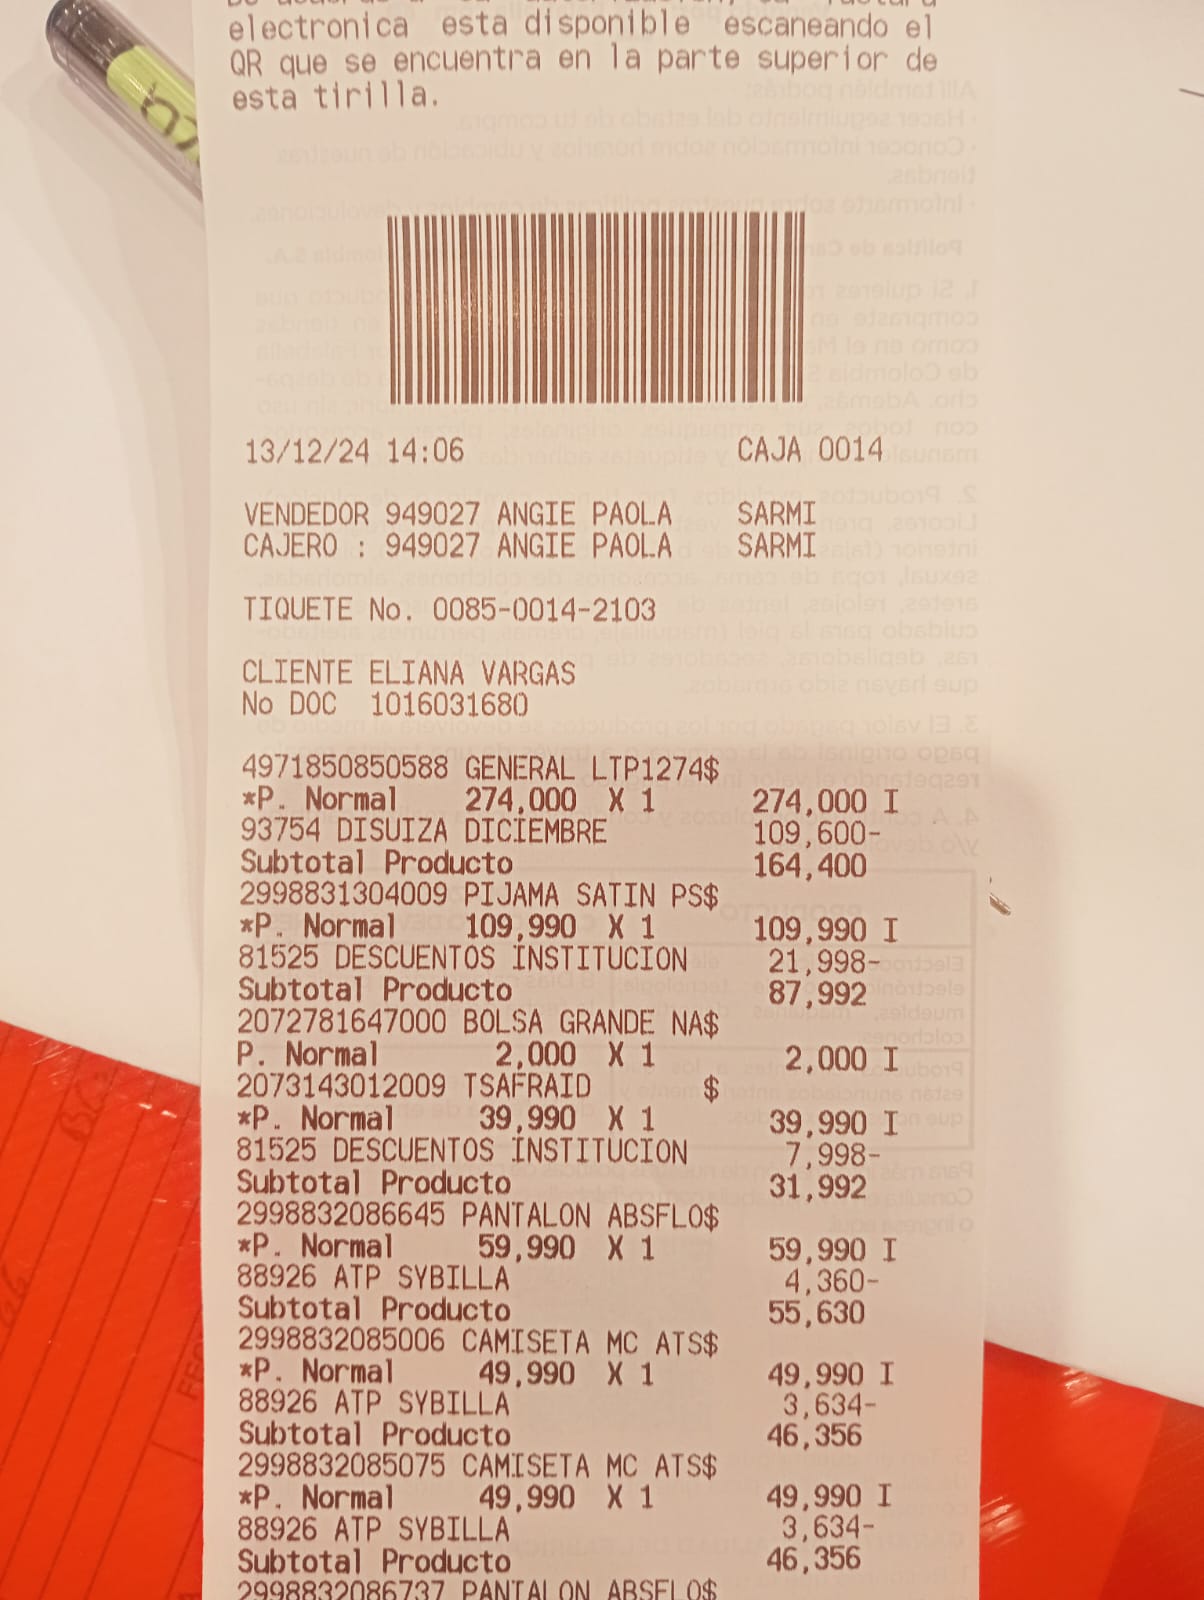 electronica esta disponible escaneando el
QR que se encuentra en la parte superior de
esta tirilla.
13/12/24 14:06 CAJA 0014
VENDEDOR 949027 ANGIE PAOLA SARMI
CAJERO : 949027 ANGIE PAOLA SARMI
TIQUETE No. 0085-0014-2103
CLIENTE ELIANA VARGAS
No DOC 1016031680
4971850850588 GENERAL LTP1274$
*P. Normal 274,000 X 1 274,000 I
93754 DISUIZA DICIEMBRE 109,600-
Subtotal Producto 164,400
2998831304009 PIJAMA SATIN PS$
*P. Normal 109,990 X 1 109,990 I
81525 DESCUENTOS INSTITUCION 21,998-
Subtotal Producto 87,992
2072781647000 BOLSA GRANDE NA$
P. Normal 2,000 X 1 2,000 I
2073143012009 TSAFRAID $
*P. Normal 39,990 X 1 39,990 I
81525 DESCUENTOS INSTITUCION 7,998-
Subtotal Producto 31,992
2998832086645 PANTALON ABSFLO$
*P. Normal 59,990 X 1 59,990 I
88926 ATP SYBILLA 4,360-
Subtotal Producto 55,630
2998832085006 CAMISETA MC ATS$
*P. Normal 49,990 X 1 49,990 I
88926 ATP SYBILLA 3,634-
Subtotal Producto 46,356
2998832085075 CAMISETA MC ATS$
*P. Normal 49,990 X 1 49,990 I
88926 ATP SYBILLA 3,634-
Subtotal Producto 46,356
2998832086737 PANTALON ABSFLO$